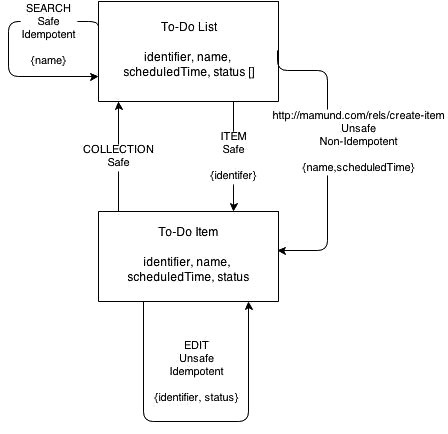 SEARCH
Safe
Idempotent
{name}
To-Do List
identifier, name,
scheduledTime, status []
http://mamund.com/rels/create-item
Unsafe
Non-Idempotent
{name,scheduledTime}
COLLECTION
Safe
ITEM
Safe
{identifer}
To-Do Item
identifier, name,
scheduledTime, status
EDIT
Unsafe
Idempotent
{identifier, status}